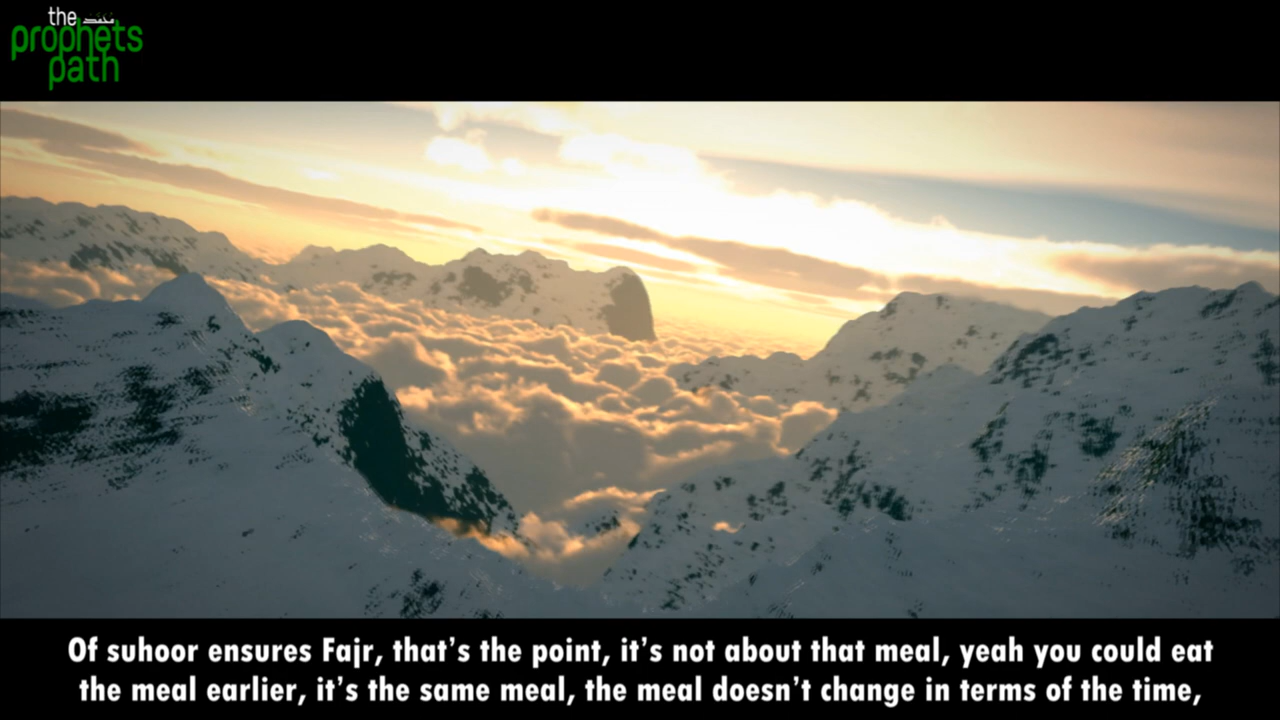 the محمد
prophets
path
Of suhoor ensures Fajr, that's the point, it's not about that meal, yeah you could eat
the meal earlier, it's the same meal, the meal doesn't change in terms of the time,